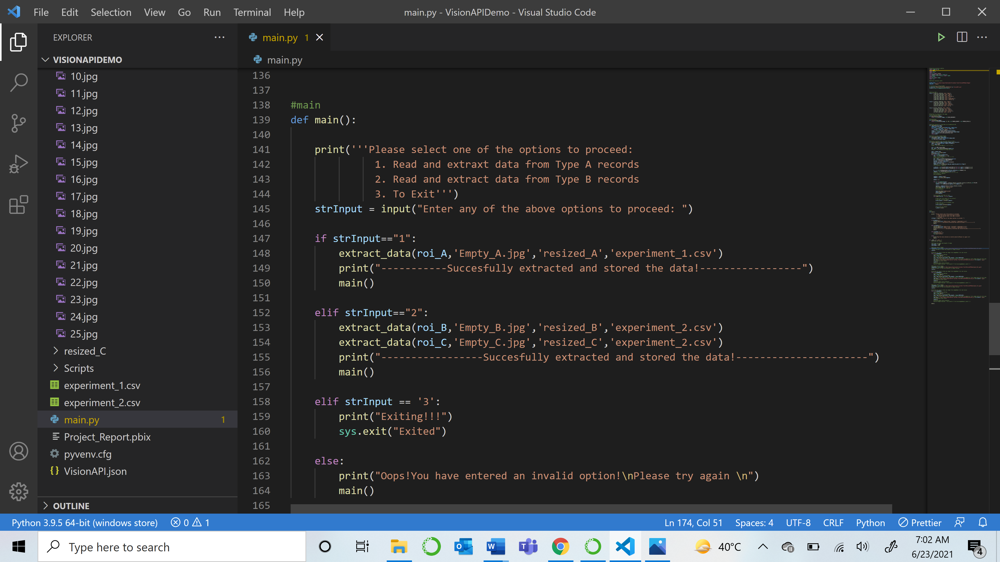 File Edit Selection View Go Run Terminal Help
main.py - VisionAPIDemo - Visual Studio Code
EXPLORER
VISIONAPIDEMO
10.jpg
11.jpg
12.jpg
13.jpg
14.jpg
15.jpg
16.jpg
17.jpg
18.jpg
19.jpg
20.jpg
21.jpg
22.jpg
23.jpg
24.jpg
25.jpg
resized_C
Scripts
experiment_1.csv
experiment_2.csv
main.py 1
Project_Report.pbix
pyvenv.cfg
VisionAPI.json
OUTLINE
main.py 1
main.py
136
137
138 #main
139 def main():
140
141 print('''Please select one of the options to proceed:
142 1. Read and extraxt data from Type A records
143 2. Read and extract data from Type B records
144 3. To Exit''')
145 strInput = input("Enter any of the above options to proceed: ")
146
147 if strInput=="1":
148 extract_data(roi_A,'Empty_A.jpg','resized_A','experiment_1.csv')
149 print("-----------Succesfully extracted and stored the data!-----------------")
150 main()
151
152 elif strInput=="2":
153 extract_data(roi_B,'Empty_B.jpg','resized_B','experiment_2.csv')
154 extract_data(roi_C,'Empty_C.jpg','resized_C','experiment_2.csv')
155 print("-----------------Succesfully extracted and stored the data!----------------------")
156 main()
157
158 elif strInput == '3':
159 print("Exiting!!!")
160 sys.exit("Exited")
161
162 else:
163 print("Oops!You have entered an invalid option!\nPlease try again \n")
164 main()
165
Python 3.9.5 64-bit (windows store) 0 1
Ln 174, Col 51 Spaces: 4 UTF-8 CRLF Python Prettier
Type here to search
40°C
7:02 AM
6/23/2021
4